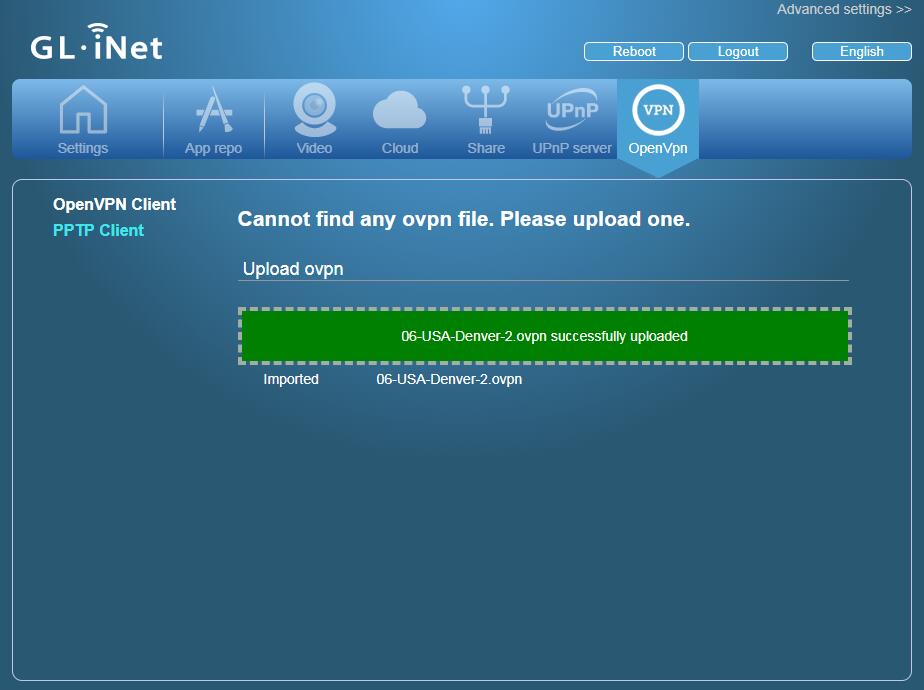 Advanced settings >>
GL·iNet
Reboot Logout English
Settings App repo Video Cloud Share UPnP UPnP server VPN OpenVpn
OpenVPN Client
PPTP Client
Cannot find any ovpn file. Please upload one.
Upload ovpn
06-USA-Denver-2.ovpn successfully uploaded
Imported 06-USA-Denver-2.ovpn